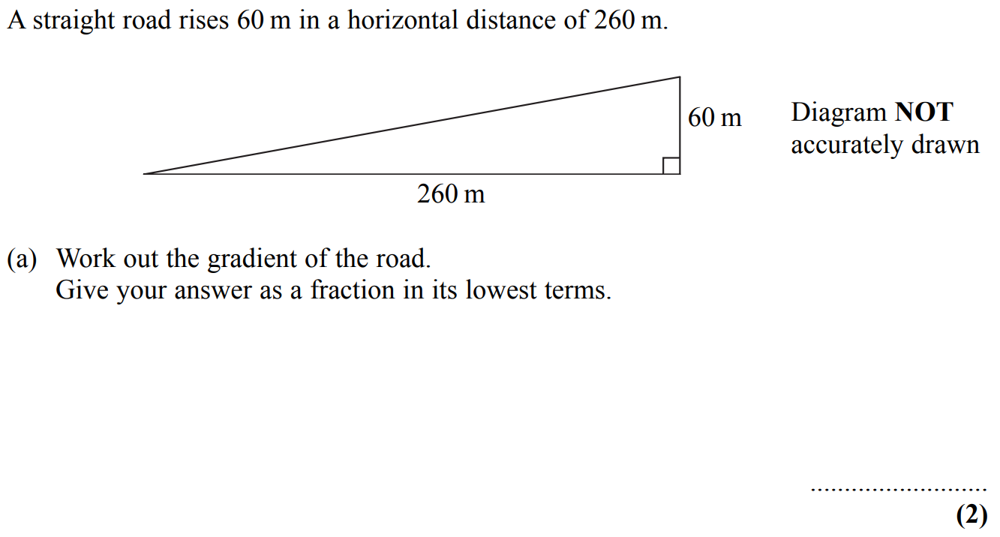 A straight road rises 60 m in a horizontal distance of 260 m.
60 m
Diagram NOT
accurately drawn
260 m
(a) Work out the gradient of the road.
Give your answer as a fraction in its lowest terms.
..........................
(2)